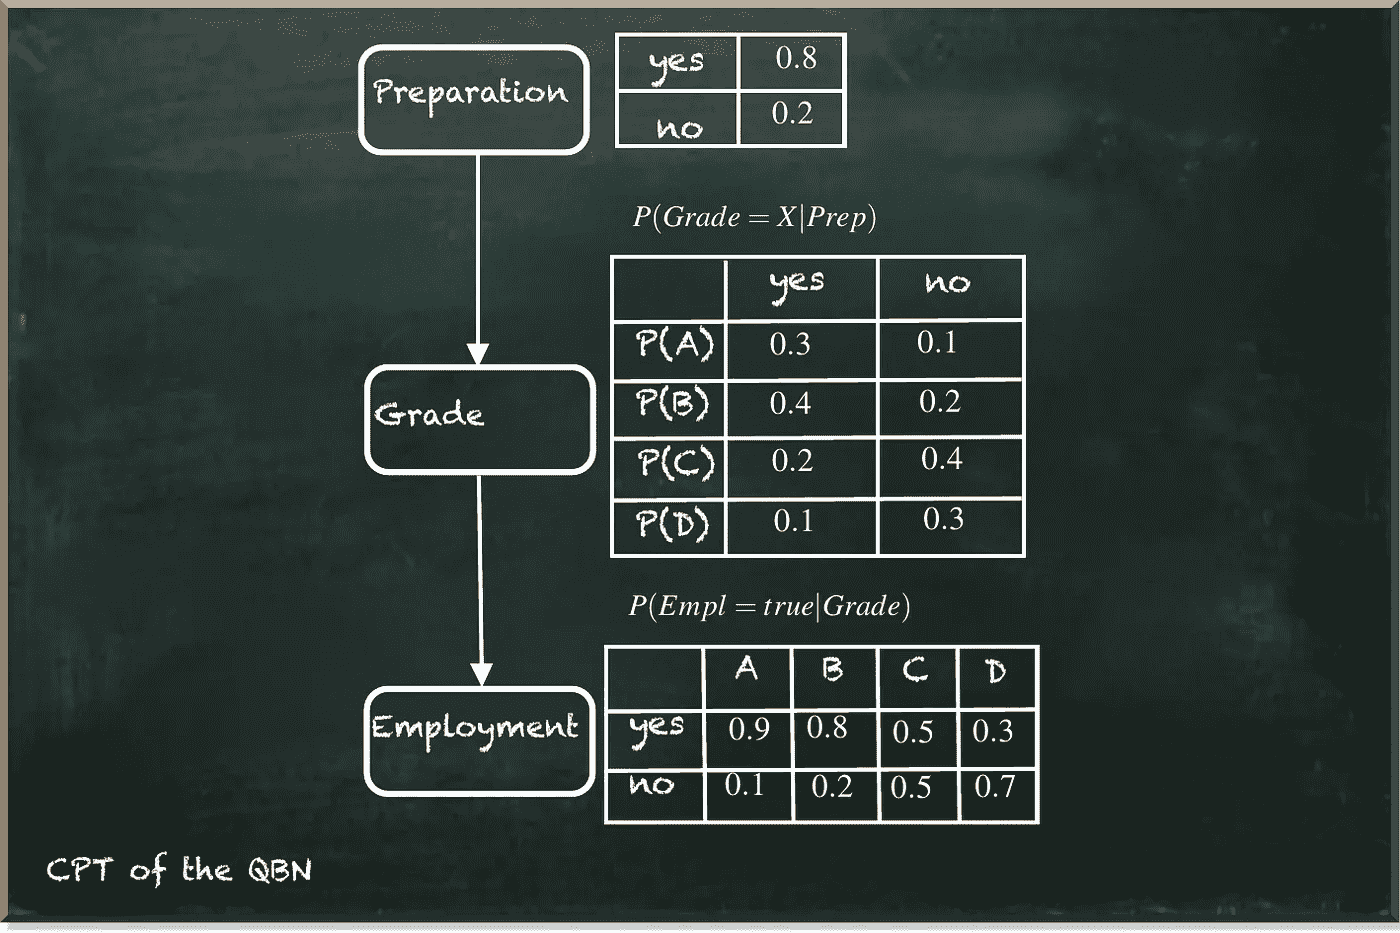 Preparation
yes 0.8
no 0.2
P(Grade = X|Prep)
yes no
P(A) 0.3 0.1
P(B) 0.4 0.2
Grade
P(C) 0.2 0.4
P(D) 0.1 0.3
P(Empl = true|Grade)
A B C D
Employment
yes 0.9 0.8 0.5 0.3
no 0.1 0.2 0.5 0.7
CPT of the QBN